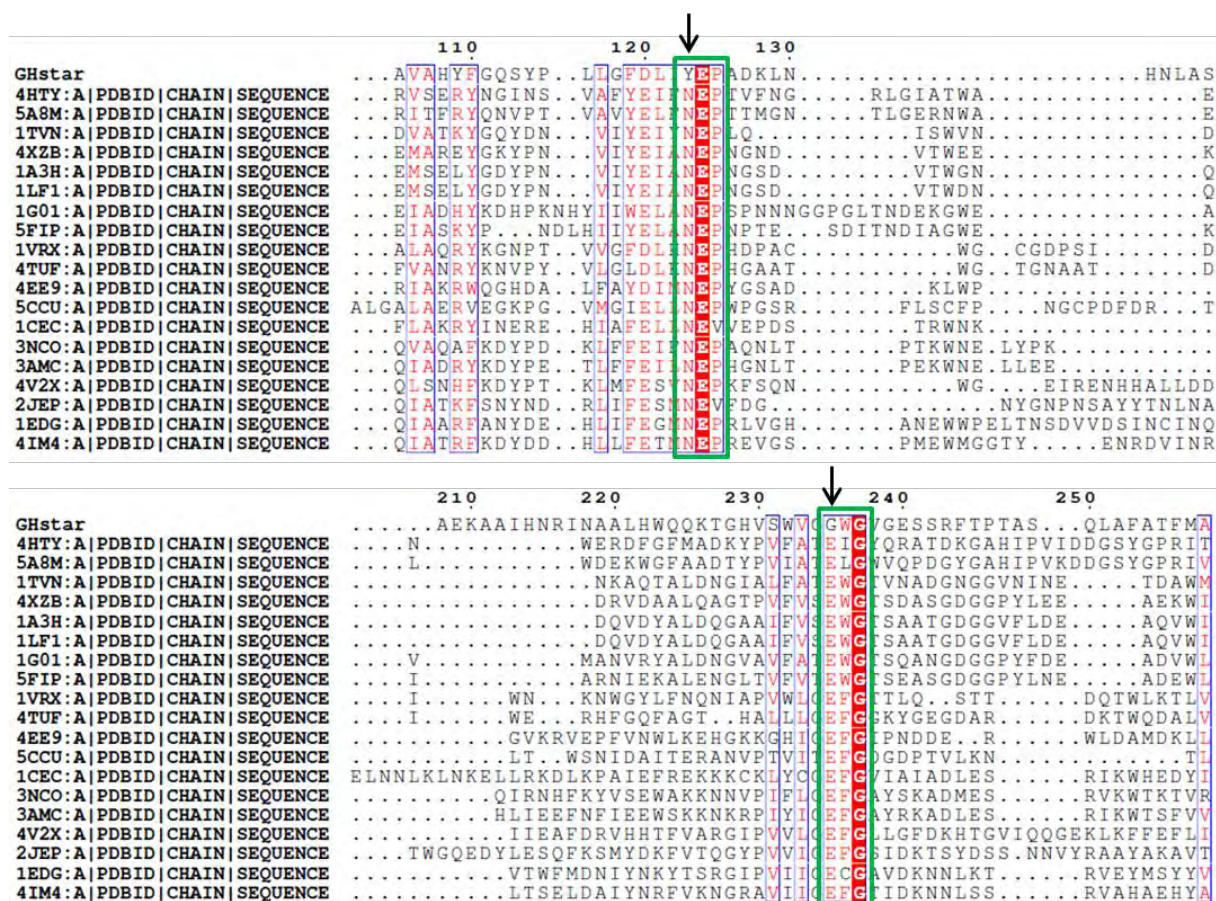 110 120 130
GHstar ...AVAHYFGQSYP..LLGFDLIYEPADKLN.........................HNLAS
4HTY:A|PDBID|CHAIN|SEQUENCE ...RVSERYNGINS..VAFYEIFNEPTVFNG......RLGIATWA...............E
5A8M:A|PDBID|CHAIN|SEQUENCE ...RITFRYQNVPT..VAVYELFNEPTTMGN......TLGERNWA...............E
1TVN:A|PDBID|CHAIN|SEQUENCE ...DVATKYGQYDN..VIYEIYNEPLQ.........ISWVN...............D
4XZB:A|PDBID|CHAIN|SEQUENCE ...EMAREYGKYPN...VIYEIANEPNGND.........VTWEE...............K
1A3H:A|PDBID|CHAIN|SEQUENCE ...EMSELYGDYPN...VIYEIANEPNGSD.........VTWGN...............Q
1LF1:A|PDBID|CHAIN|SEQUENCE ...EMSELYGDYPN...VIYEIANEPNGSD.........VTWDN...............Q
1G01:A|PDBID|CHAIN|SEQUENCE ...EIADHYKDHPKNHYIIWELANEPSPNNNGGPGLTNDEKGWE...............A
5FIP:A|PDBID|CHAIN|SEQUENCE ...EIASKYP...NDLHIIYEIANEPNPTE...SDITNDIAGWE...............K
1VRX:A|PDBID|CHAIN|SEQUENCE ...ALAQRYKGNPT..VVGFDLHNEPHDPAC............WG..CGDPSI.....D
4TUF:A|PDBID|CHAIN|SEQUENCE ...FVANRYKNVPY..VLGLDLKNEPHGAAT............WG..TGNAAT.....D
4EE9:A|PDBID|CHAIN|SEQUENCE ...RIAKRWQGHDA..LFAYDIMNEPYGSAD.........KLWP.................
5CCU:A|PDBID|CHAIN|SEQUENCE ALGALAERVEGKPG..VMGIELLNEPWPGSR.......FLSCFP....NGCPDFDR...T
1CEC:A|PDBID|CHAIN|SEQUENCE ...FLAKRYINERE..HIAFELLNEVVEPDS.........TRWNK.................
3NCO:A|PDBID|CHAIN|SEQUENCE ...QVAQAFKDYPD..KLFFEIFNEPAQNLT.......PTKWNE.LYPK............
3AMC:A|PDBID|CHAIN|SEQUENCE ...QIADRYKDYPE..TLFFEILNEPHGNLT.......PEKWNE.LLEE............
4V2X:A|PDBID|CHAIN|SEQUENCE ...QLSNHFKDYPT..KLMFESVNEPKFSQN............WG....EIRENHHALLDD
2JEP:A|PDBID|CHAIN|SEQUENCE ...QIATKFSNYND..RLIFESMNEVFDG..............NYGNPNSAYYTNLNA
1EDG:A|PDBID|CHAIN|SEQUENCE ...QIAARFANYDE..HLIFEGMNEPRLVGH......ANEWWPELTNSDVVDSINCINQ
4IM4:A|PDBID|CHAIN|SEQUENCE ...QIATRFKDYDD..HLLFETMNEPREVGS......PMEWMGGTY....ENRDVINR
210 220 230 240 250
GHstar ......AEKAAIHNRINAALHWQQKTGHVSWVGGWGVGESSRFTPTAS...QLAFATFMA
4HTY:A|PDBID|CHAIN|SEQUENCE ....N...........WERDFGFMADKYPVFATEIGYQRATDKGAHIPVIDDGSYGPRIT
5A8M:A|PDBID|CHAIN|SEQUENCE ....L...........WDEKWGFAADTYPVIATELGWVQPDGYGAHIPVKDDGSYGPRIV
1TVN:A|PDBID|CHAIN|SEQUENCE .................NKAQTALDNGIALFATEWGTVNADGNGGVNINE.....TDAWM
4XZB:A|PDBID|CHAIN|SEQUENCE .................DRVDAALQAGTPVFVSEWGTSDASGDGGPYLEE.....AEKWI
1A3H:A|PDBID|CHAIN|SEQUENCE .................DQVDYALDQGAAIFVSEWGTSAATGDGGVFLDE.....AQVWI
1LF1:A|PDBID|CHAIN|SEQUENCE .................DQVDYALDQGAAIFVSEWGTSAATGDGGVFLDE.....AQVWI
1G01:A|PDBID|CHAIN|SEQUENCE ....V...........MANVRYALDNGVAVFATEWGTSQANGDGGPYFDE.....ADVWL
5FIP:A|PDBID|CHAIN|SEQUENCE ....I...........ARNIEKALENGLTVFVTEWGTSEASGDGGPYLNE.....ADEWL
1VRX:A|PDBID|CHAIN|SEQUENCE ....I......WN...KNWGYLFNQNIAPVWLGEFGTTLQ..STT.....DQTWLKTLV
4TUF:A|PDBID|CHAIN|SEQUENCE ....I......WE...RHFGQFAGT..HALLLGEFGGKYGEGDAR.....DKTWQDALV
4EE9:A|PDBID|CHAIN|SEQUENCE ...........GVKRVEPFVNWLKEHGKKGHIGEFGIPNDDE..R.....WLDAMDKLL
5CCU:A|PDBID|CHAIN|SEQUENCE ...........LT..WSNIDAITERANVPTVITEFGDGDPTVLKN..........TL
1CEC:A|PDBID|CHAIN|SEQUENCE ELNNLKLNKELLRKDLKPAIEFREKKKCKLYCGEFGVIAIADLES......RIKWHEDYI
3NCO:A|PDBID|CHAIN|SEQUENCE ..........QIRNHFKYVSEWAKKNNVPIFLGEFGAYSKADMES......RVKWTKTVR
3AMC:A|PDBID|CHAIN|SEQUENCE ..........HLIEEFNFIEEWSKKNKRPIYIGEFGAYRKADLES......RIKWTSFVV
4V2X:A|PDBID|CHAIN|SEQUENCE ...........IIEAFDRVHHTFVARGIPVVLGEFGLLGFDKHTGVIQQGEKLKFFEFLI
2JEP:A|PDBID|CHAIN|SEQUENCE ....TWGQEDYLESQFKSMYDKFVTQGYPVVIGEFGSIDKTSYDSS.NNVYRAAYAKAVT
1EDG:A|PDBID|CHAIN|SEQUENCE ...........VTWFMDNIYNKYTSRGIPVIIGECGAVDKNNLKT......RVEYMSYYV
4IM4:A|PDBID|CHAIN|SEQUENCE ...........LTSELDAIYNRFVKNGRAVIIGEFGTIDKNNLSS......RVAHAEHYA